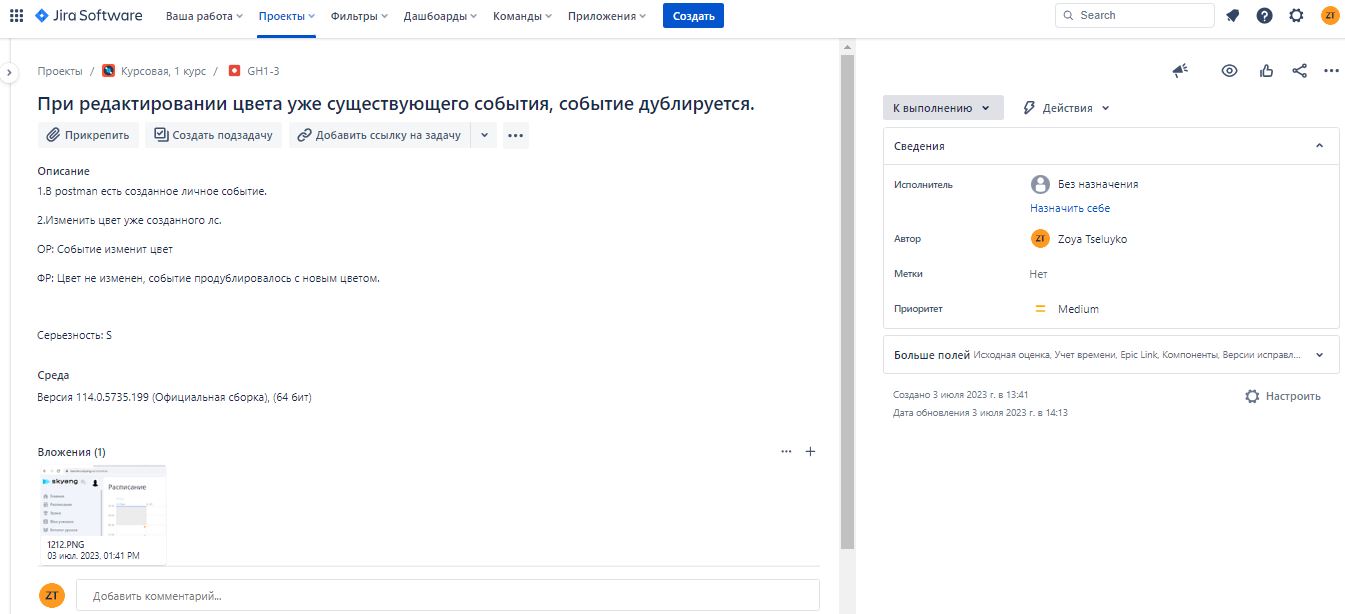 Jira Software Ваша работа Проекты Фильтры Дашбоарды Команды Приложения Создать Search ZT
Проекты / Курсовая, 1 курс / GH1-3
При редактировании цвета уже существующего события, событие дублируется.
Прикрепить Создать подзадачу Добавить ссылку на задачу
Описание
1.В postman есть созданное личное событие.
2.Изменить цвет уже созданного лс.
ОР: Событие изменит цвет
ФР: Цвет не изменен, событие продублировалось с новым цветом.
Серьезность: S
Среда
Версия 114.0.5735.199 (Официальная сборка), (64 бит)
Вложения (1)
skyeng
Расписание
Главная
Расписание
Уроки
Мои ученики
1212.PNG
03 июл. 2023, 01:41 PM
ZT Добавить комментарий...
К выполнению Действия
Сведения
Исполнитель Без назначения
Назначить себе
Автор ZT Zoya Tseluyko
Метки Нет
Приоритет Medium
Больше полей Исходная оценка, Учет времени, Epic Link, Компоненты, Версии исправл...
Создано 3 июля 2023 г. в 13:41
Настроить
Дата обновления 3 июля 2023 г. в 14:13